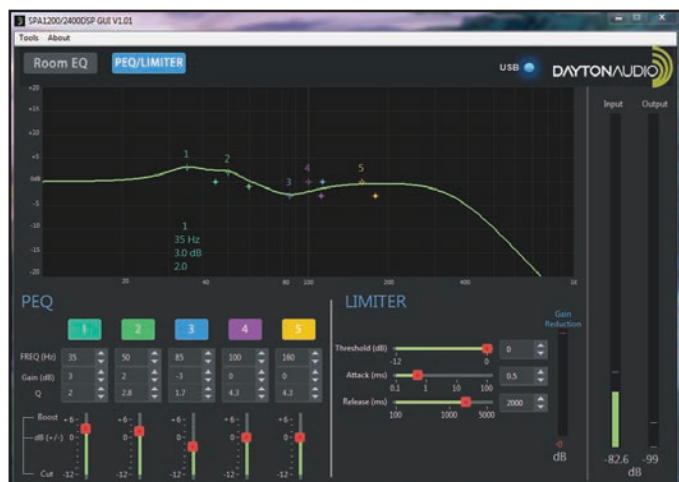 SPA1200/2400DSP GUI V1.01
Tools About
Room EQ PEQ/LIMITER USB DAYTONAUDIO
Input Output
+20
+15
+10
+5
0dB
-5
-10
-15
-20
1 2 3 4 5
1
35 Hz
3.0 dB
2.0
20 40 60 80 100 200 400 1k
PEQ
1 2 3 4 5
FREQ (Hz) 35 50 85 100 160
Gain (dB) 3 2 -3 0 0
Q 2 2.8 1.7 4.3 4.3
Boost +6 +6 +6 +6 +6
dB (+/-) 0 0 0 0 0
Cut -12 -12 -12 -12 -12
LIMITER
Gain
Reduction
Threshold (dB) 0
-12 0
Attack (ms) 0.5
0.1 1 10 100
Release (ms) 2000
100 1000 5000
-0
dB
-82.6 -99
dB